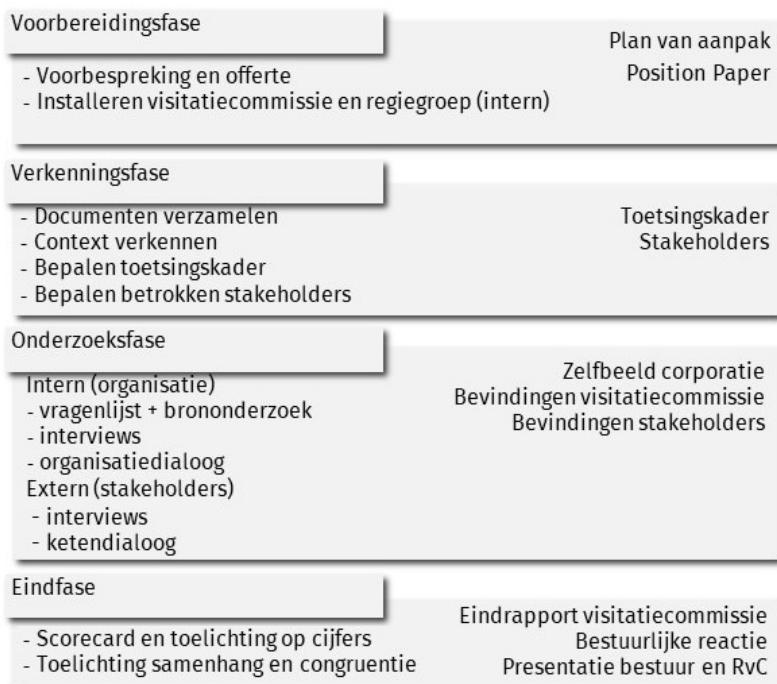 Voorbereidingsfase
Plan van aanpak
Position Paper
- Voorbespreking en offerte
- Installeren visitatiecommissie en regiegroep (intern)
Verkenningsfase
- Documenten verzamelen
- Context verkennen
- Bepalen toetsingskader
- Bepalen betrokken stakeholders
Toetsingskader
Stakeholders
Onderzoeksfase
Intern (organisatie)
- vragenlijst + brononderzoek
- interviews
- organisatiedialoog
Extern (stakeholders)
- interviews
- ketendialoog
Zelfbeeld corporatie
Bevindingen visitatiecommissie
Bevindingen stakeholders
Eindfase
- Scorecard en toelichting op cijfers
- Toelichting samenhang en congruentie
Eindrapport visitatiecommissie
Bestuurlijke reactie
Presentatie bestuur en RvC